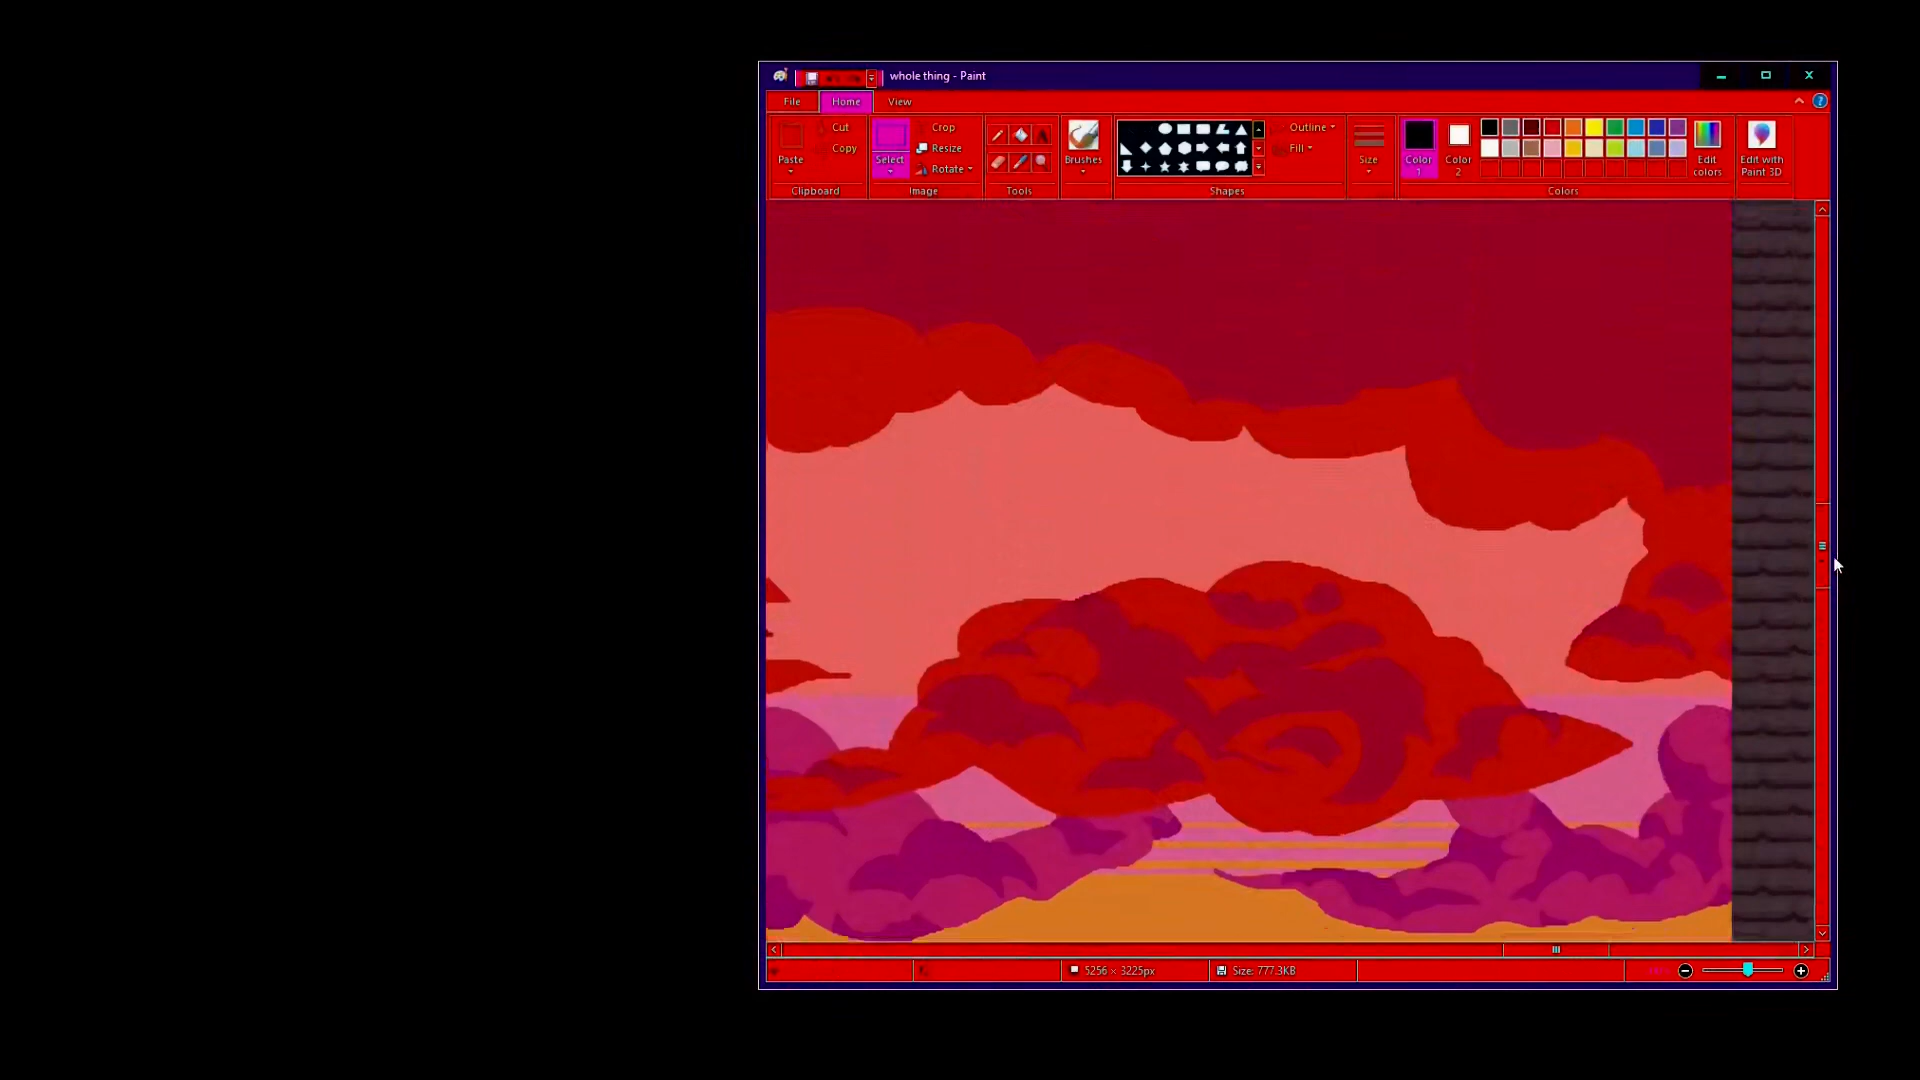 whole thing - Paint
File Home View
Paste
Cut
Copy
Clipboard
Select
Crop
Resize
Rotate
Image
Tools
Brushes
Outline
Fill
Shapes
Size
Color
1
Color
2
Edit
colors
Colors
Edit with
Paint 3D
5256 × 3225px
Size: 777.3KB